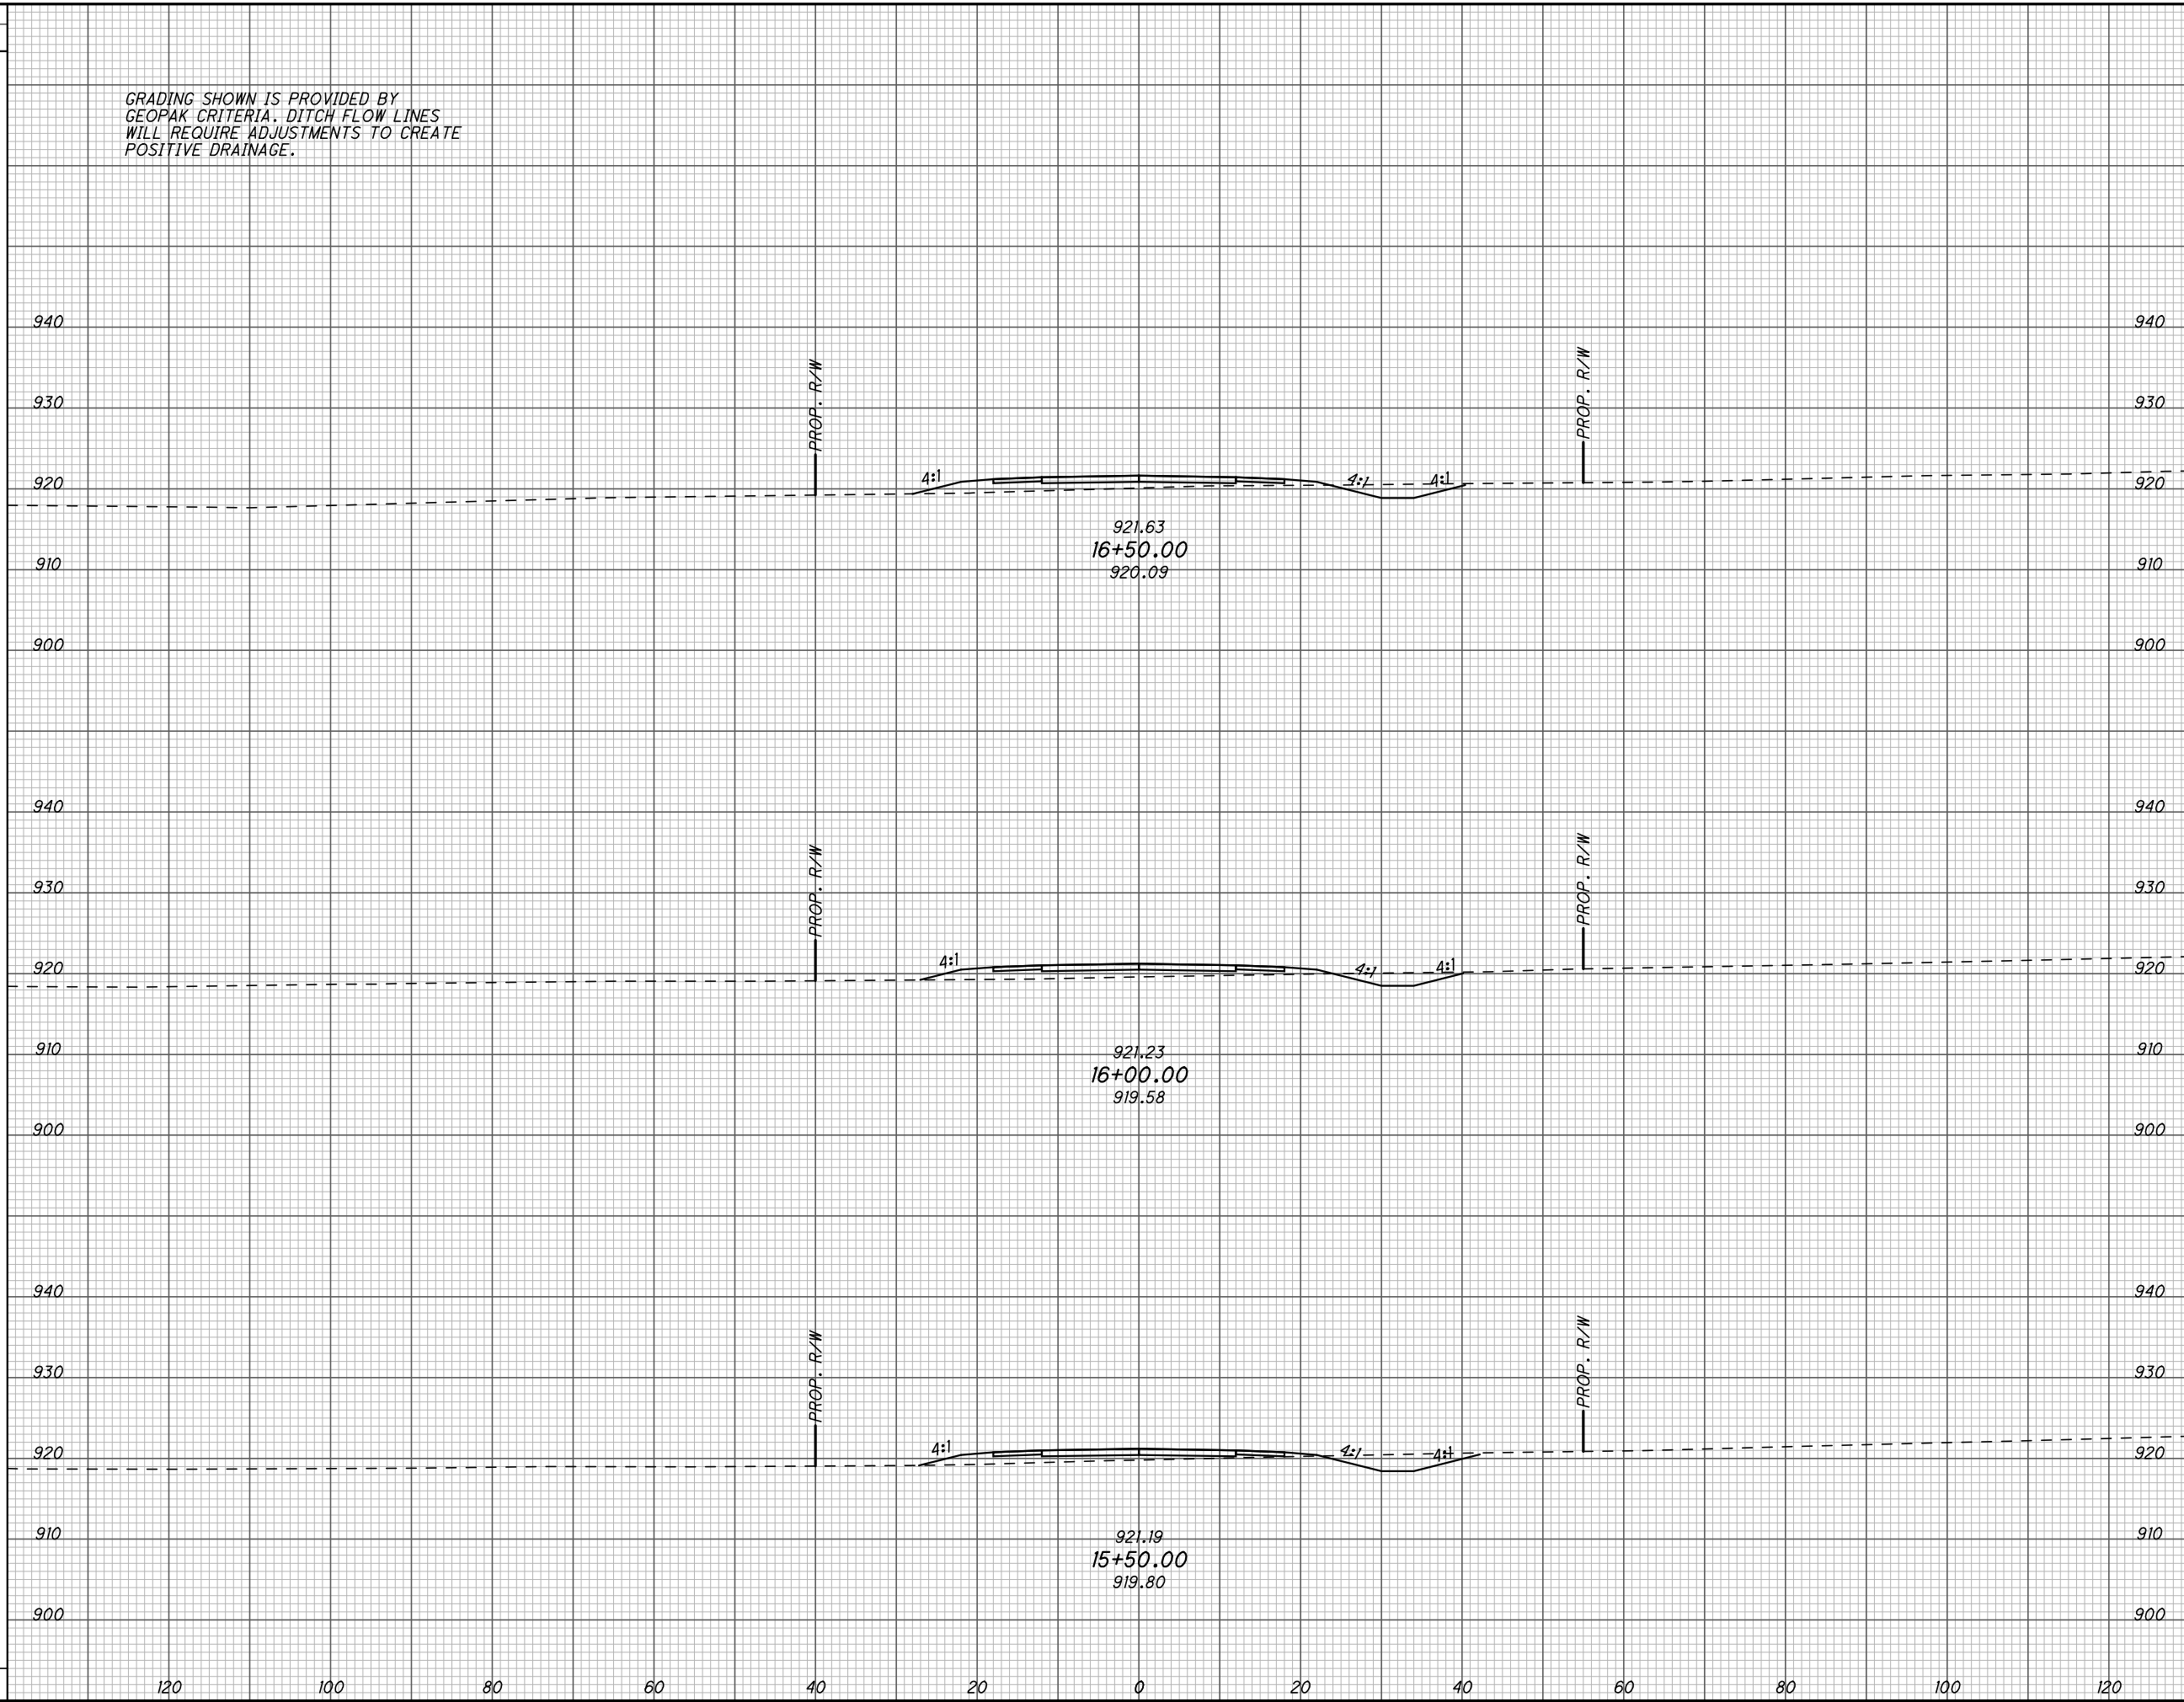 GRADING SHOWN IS PROVIDED BY
GEOPAK CRITERIA. DITCH FLOW LINES
WILL REQUIRE ADJUSTMENTS TO CREATE
POSITIVE DRAINAGE.
940 940
PROP. R/W PROP. R/W
930 930
4:1 4:1 4:1
920 920
921.63
16+50.00
910 920.09 910
900 900
940 940
PROP. R/W PROP. R/W
930 930
4:1 4:1 4:1
920 920
910 921.23 910
16+00.00
919.58
900 900
940 940
PROP. R/W PROP. R/W
930 930
4:1 4:1 4:1
920 920
910 921.19 910
15+50.00
919.80
900 900
120 100 80 60 40 20 0 20 40 60 80 100 120